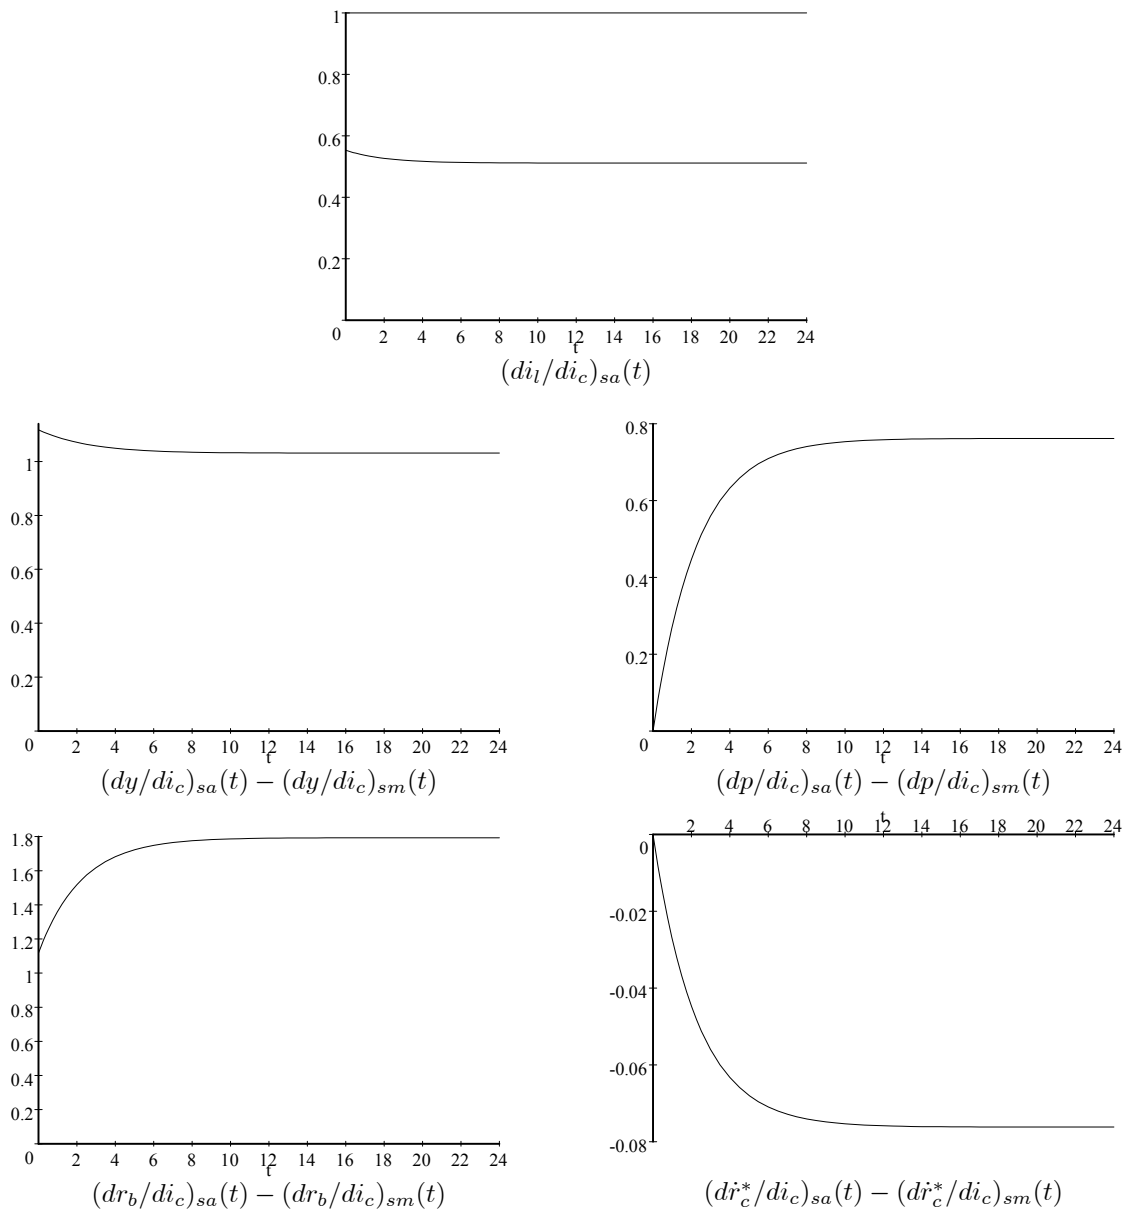 1
0.8
0.6
0.4
0.2
0 2 4 6 8 10 12 14 16 18 20 22 24
t
(di_l/di_c)_{sa}(t)
1
0.8
0.6
0.4
0.2
0 2 4 6 8 10 12 14 16 18 20 22 24
t
(dy/di_c)_{sa}(t) − (dy/di_c)_{sm}(t)
0.8
0.6
0.4
0.2
0 2 4 6 8 10 12 14 16 18 20 22 24
t
(dp/di_c)_{sa}(t) − (dp/di_c)_{sm}(t)
1.8
1.6
1.4
1.2
1
0.8
0.6
0.4
0.2
0 2 4 6 8 10 12 14 16 18 20 22 24
t
(dr_b/di_c)_{sa}(t) − (dr_b/di_c)_{sm}(t)
t
2 4 6 8 10 12 14 16 18 20 22 24
0
-0.02
-0.04
-0.06
-0.08
(dṙ_c^*/di_c)_{sa}(t) − (dṙ_c^*/di_c)_{sm}(t)